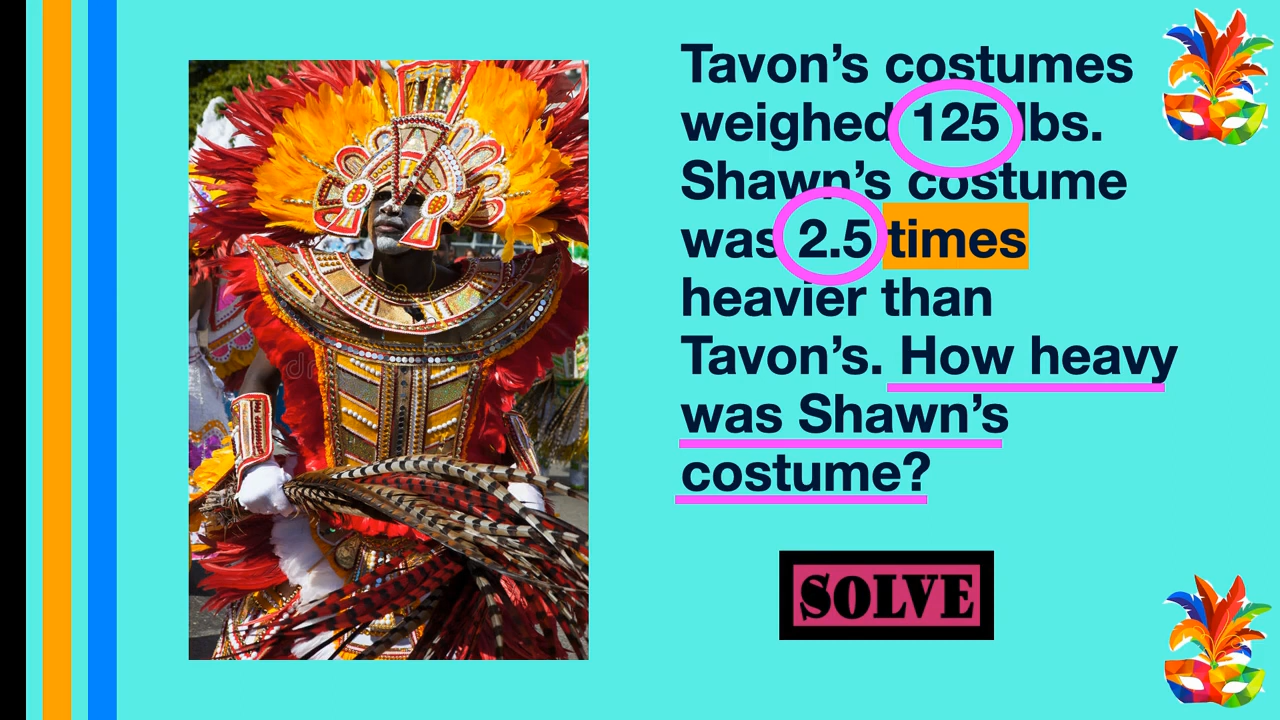 Tavon’s costumes
weighed 125 lbs.
Shawn’s costume
was 2.5 times
heavier than
Tavon’s. How heavy
was Shawn’s
costume?
SOLVE